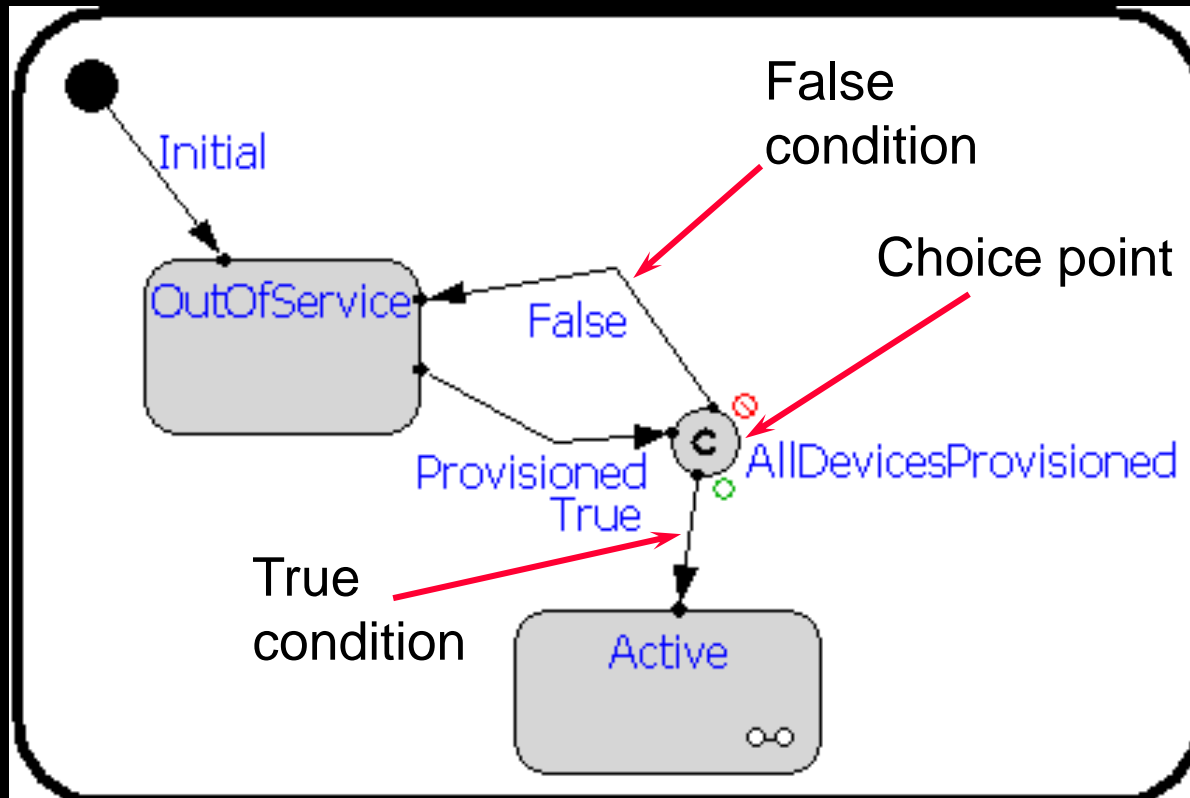 False
condition
Initial
Choice point
OutOfService
False
C
AllDevicesProvisioned
Provisioned
True
True
condition
Active